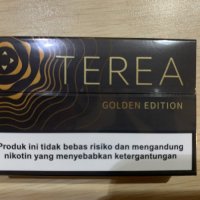 TEREA
GOLDEN EDITION
Produk ini tidak bebas risiko dan mengandung
nikotin yang menyebabkan ketergantungan